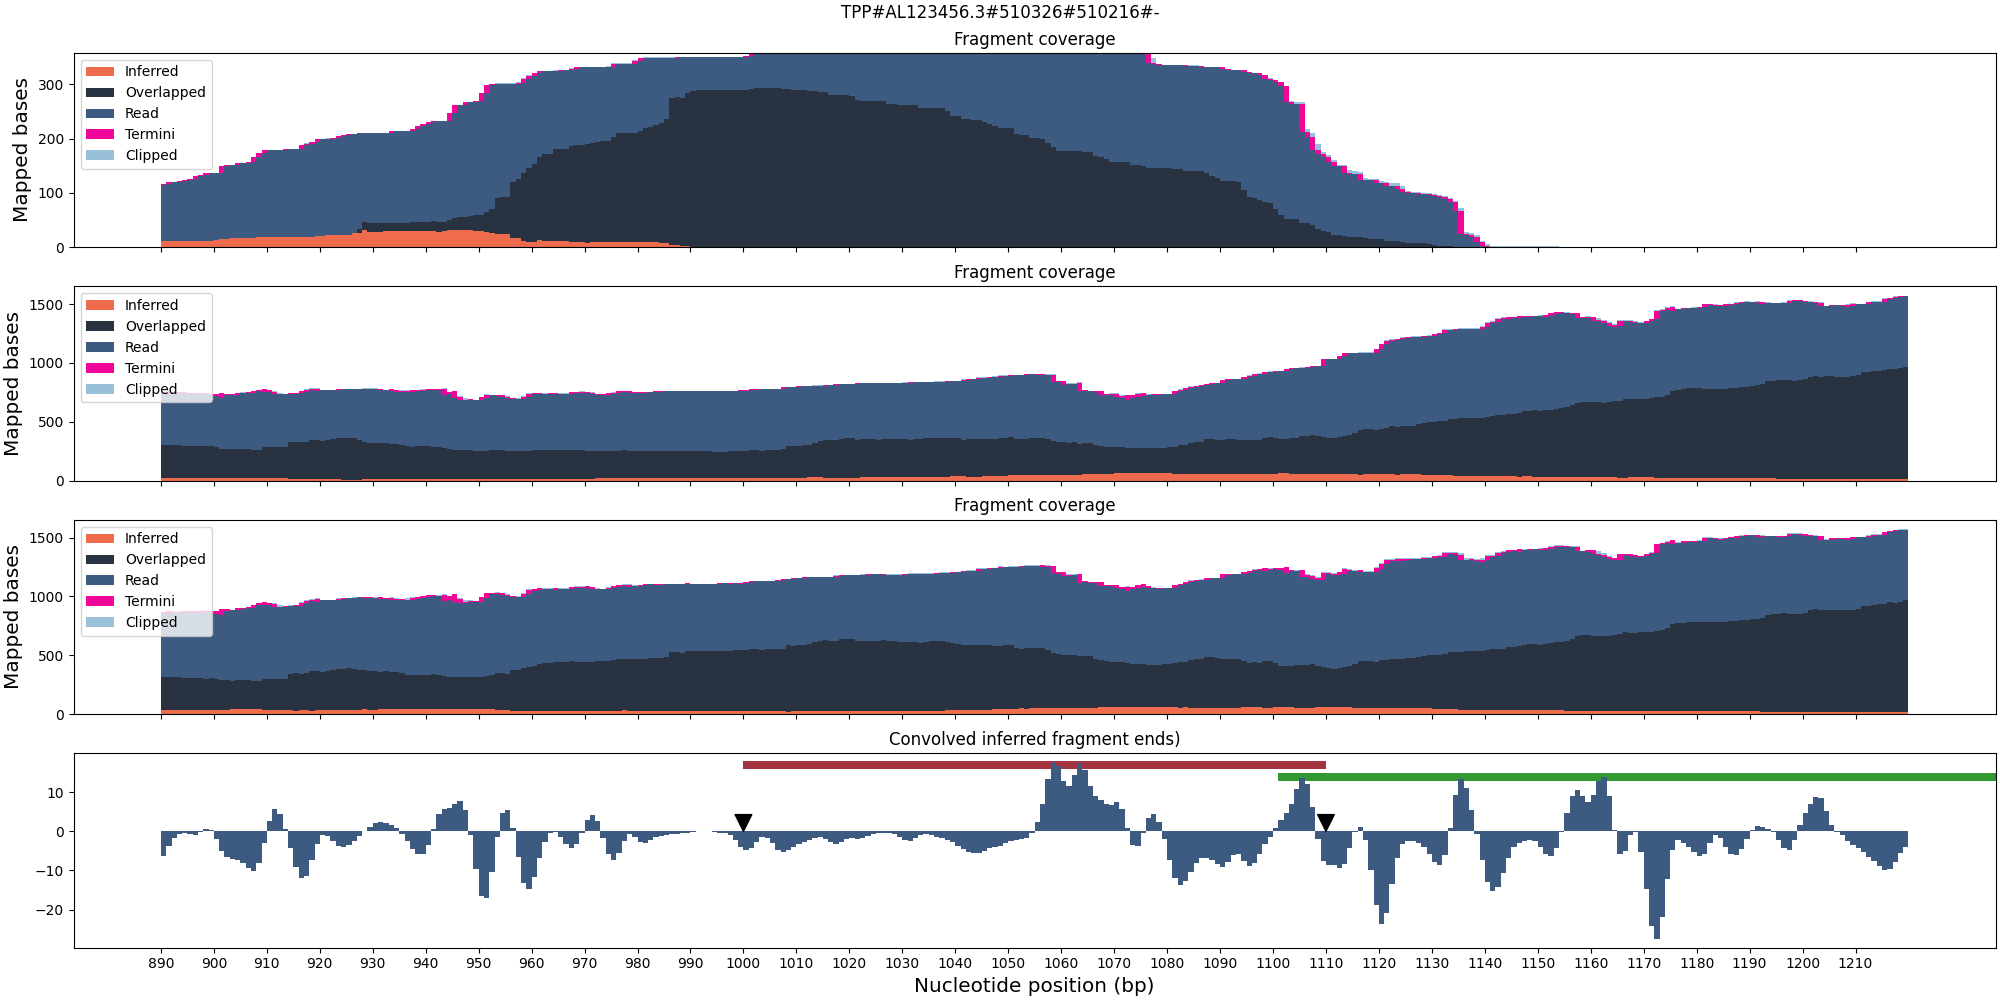 TPP#AL123456.3#510326#510216#-
Fragment coverage
Mapped bases
300
200
100
0
Inferred
Overlapped
Read
Termini
Clipped
Fragment coverage
Mapped bases
1500
1000
500
0
Inferred
Overlapped
Read
Termini
Clipped
Fragment coverage
Mapped bases
1500
1000
500
0
Inferred
Overlapped
Read
Termini
Clipped
Convolved inferred fragment ends)
10
0
−10
−20
890 900 910 920 930 940 950 960 970 980 990 1000 1010 1020 1030 1040 1050 1060 1070 1080 1090 1100 1110 1120 1130 1140 1150 1160 1170 1180 1190 1200 1210
Nucleotide position (bp)